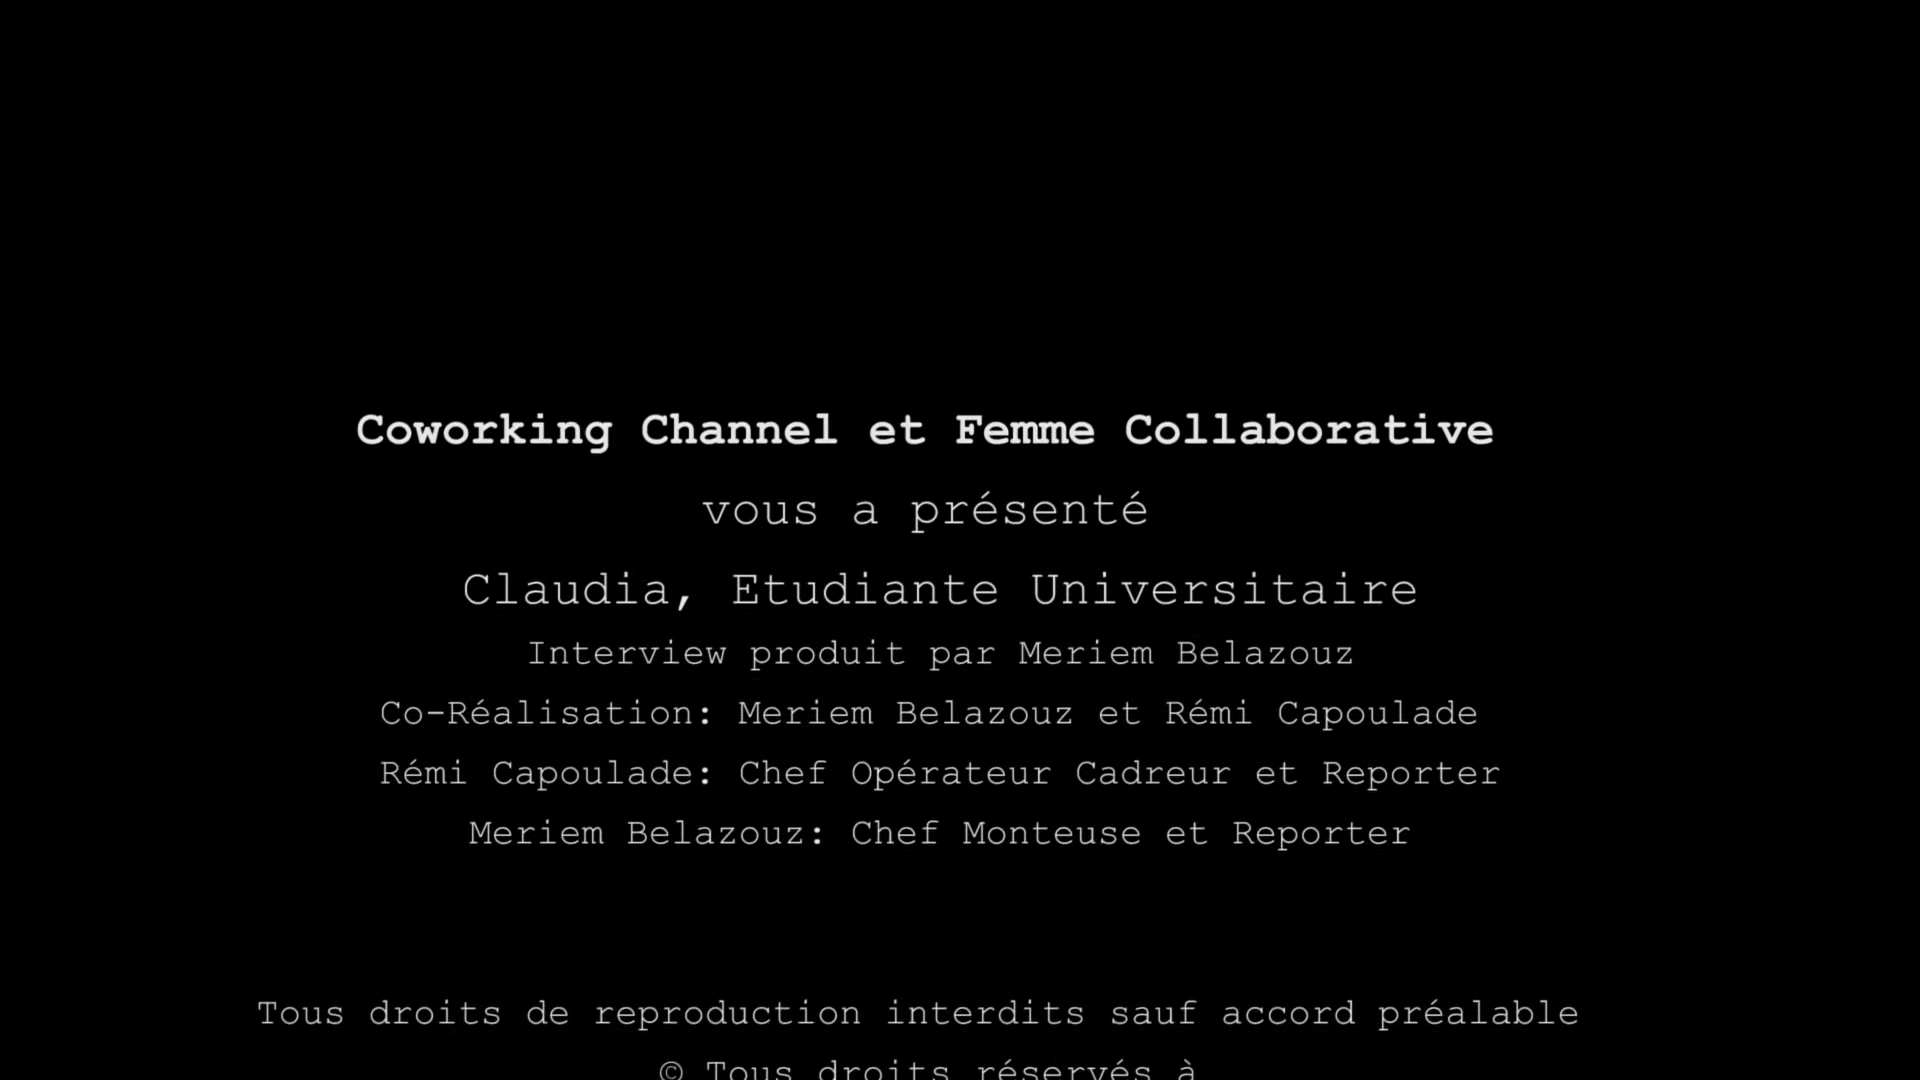 Coworking Channel et Femme Collaborative
vous a présenté
Claudia, Etudiante Universitaire
Interview produit par Meriem Belazouz
Co-Réalisation: Meriem Belazouz et Rémi Capoulade
Rémi Capoulade: Chef Opérateur Cadreur et Reporter
Meriem Belazouz: Chef Monteuse et Reporter
Tous droits de reproduction interdits sauf accord préalable
© Tous droits réservés à